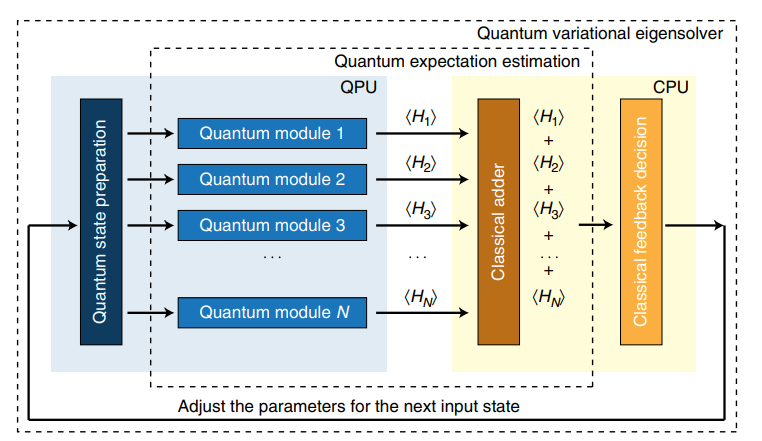 Quantum variational eigensolver
Quantum expectation estimation
QPU
CPU
Quantum state preparation
Quantum module 1
Quantum module 2
Quantum module 3
...
Quantum module N
⟨H₁⟩
⟨H₂⟩
⟨H₃⟩
...
⟨H_N⟩
Classical adder
⟨H₁⟩
+
⟨H₂⟩
+
⟨H₃⟩
+
...
+
⟨H_N⟩
Classical feedback decision
Adjust the parameters for the next input state